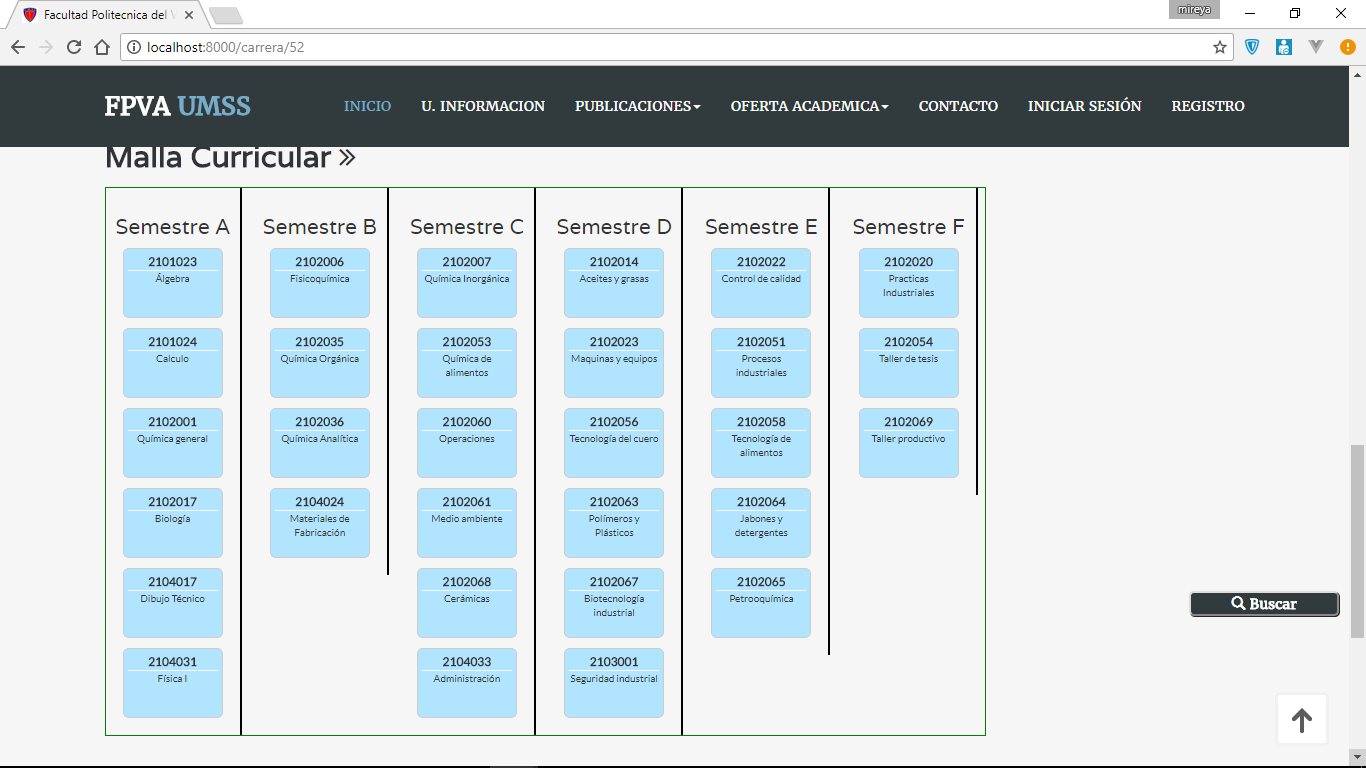 Facultad Politecnica del
mireya
localhost:8000/carrera/52
FPVA UMSS
INICIO
U. INFORMACION
PUBLICACIONES
OFERTA ACADEMICA
CONTACTO
INICIAR SESIÓN
REGISTRO
Malla Curricular
Semestre A
2101023
Álgebra
2101024
Calculo
2102001
Química general
2102017
Biología
2104017
Dibujo Técnico
2104031
Física I
Semestre B
2102006
Fisicoquímica
2102035
Química Orgánica
2102036
Química Analítica
2104024
Materiales de
Fabricación
Semestre C
2102007
Química Inorgánica
2102053
Química de
alimentos
2102060
Operaciones
2102061
Medio ambiente
2102068
Cerámicas
2104033
Administración
Semestre D
2102014
Aceites y grasas
2102023
Maquinas y equipos
2102056
Tecnología del cuero
2102063
Polímeros y
Plásticos
2102067
Biotecnología
industrial
2103001
Seguridad industrial
Semestre E
2102022
Control de calidad
2102051
Procesos
industriales
2102058
Tecnología de
alimentos
2102064
Jabones y
detergentes
2102065
Petrooquímica
Semestre F
2102020
Practicas
Industriales
2102054
Taller de tesis
2102069
Taller productivo
Buscar